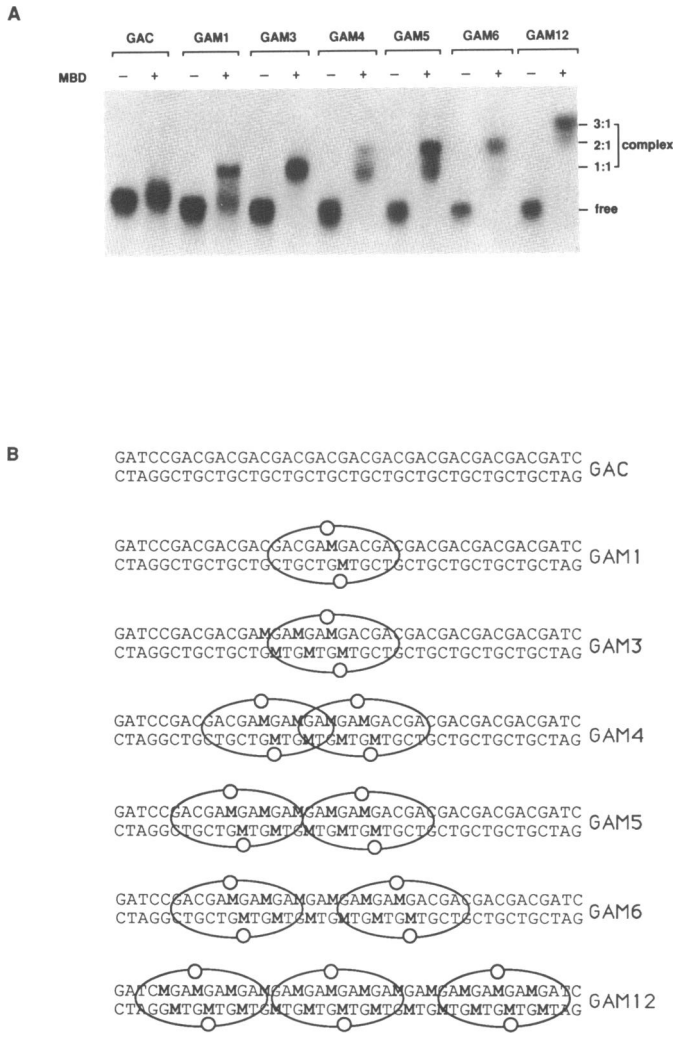 A
GAC GAM1 GAM3 GAM4 GAM5 GAM6 GAM12
MBD – + – + – + – + – + – + – +
3:1
2:1 complex
1:1
free
B
GATCCGACGACGACGACGACGACGACGACGACGACGACGATC
CTAGGCTGCTGCTGCTGCTGCTGCTGCTGCTGCTGCTGCTAG
GAC
GATCCGACGACGACGACGAMGACGACGACGACGACGACGATC
CTAGGCTGCTGCTGCTGCTGMTGCTGCTGCTGCTGCTGCTAG
GAM1
GATCCGACGACGAMGAMGAMGACGACGACGACGACGACGATC
CTAGGCTGCTGCTGMTGMTGMTGCTGCTGCTGCTGCTGCTAG
GAM3
GATCCGACGACGAMGAMGAMGAMGACGACGACGACGACGATC
CTAGGCTGCTGCTGMTGMTGMTGMTGCTGCTGCTGCTGCTAG
GAM4
GATCCGACGAMGAMGAMGAMGAMGACGACGACGACGACGATC
CTAGGCTGCTGMTGMTGMTGMTGMTGCTGCTGCTGCTGCTAG
GAM5
GATCCGACGAMGAMGAMGAMGAMGAMGACGACGACGACGATC
CTAGGCTGCTGMTGMTGMTGMTGMTGMTGCTGCTGCTGCTAG
GAM6
GATCMGAMGAMGAMGAMGAMGAMGAMGAMGAMGAMGAMGATC
CTAGGMTGMTGMTGMTGMTGMTGMTGMTGMTGMTGMTGMTAG
GAM12